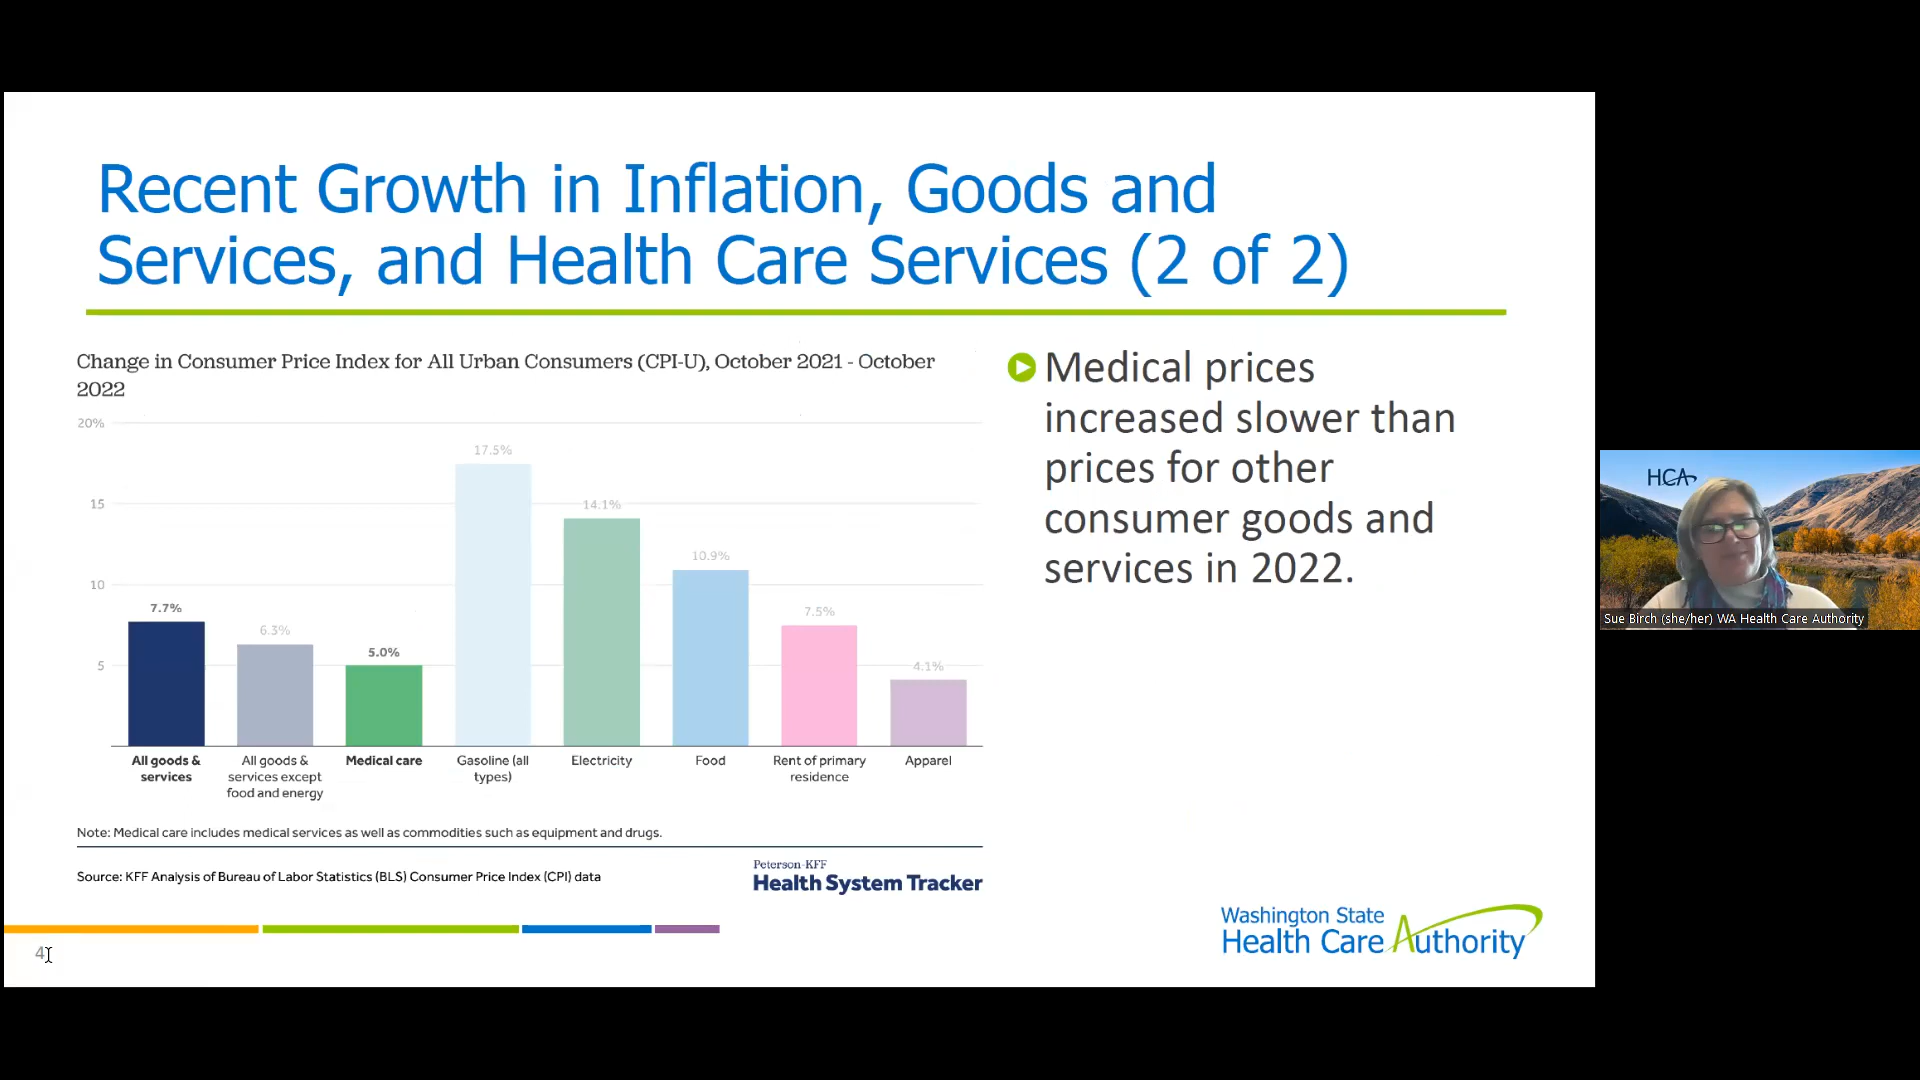 Recent Growth in Inflation, Goods and
Services, and Health Care Services (2 of 2)
Change in Consumer Price Index for All Urban Consumers (CPI-U), October 2021 - October
2022
20%
15
10
5
7.7%
6.3%
5.0%
17.5%
14.1%
10.9%
7.5%
4.1%
All goods &
services
All goods &
services except
food and energy
Medical care
Gasoline (all
types)
Electricity
Food
Rent of primary
residence
Apparel
Note: Medical care includes medical services as well as commodities such as equipment and drugs.
Source: KFF Analysis of Bureau of Labor Statistics (BLS) Consumer Price Index (CPI) data
Peterson-KFF
Health System Tracker
Medical prices
increased slower than
prices for other
consumer goods and
services in 2022.
Washington State
Health Care Authority
4
HCA
Sue Birch (she/her) WA Health Care Authority